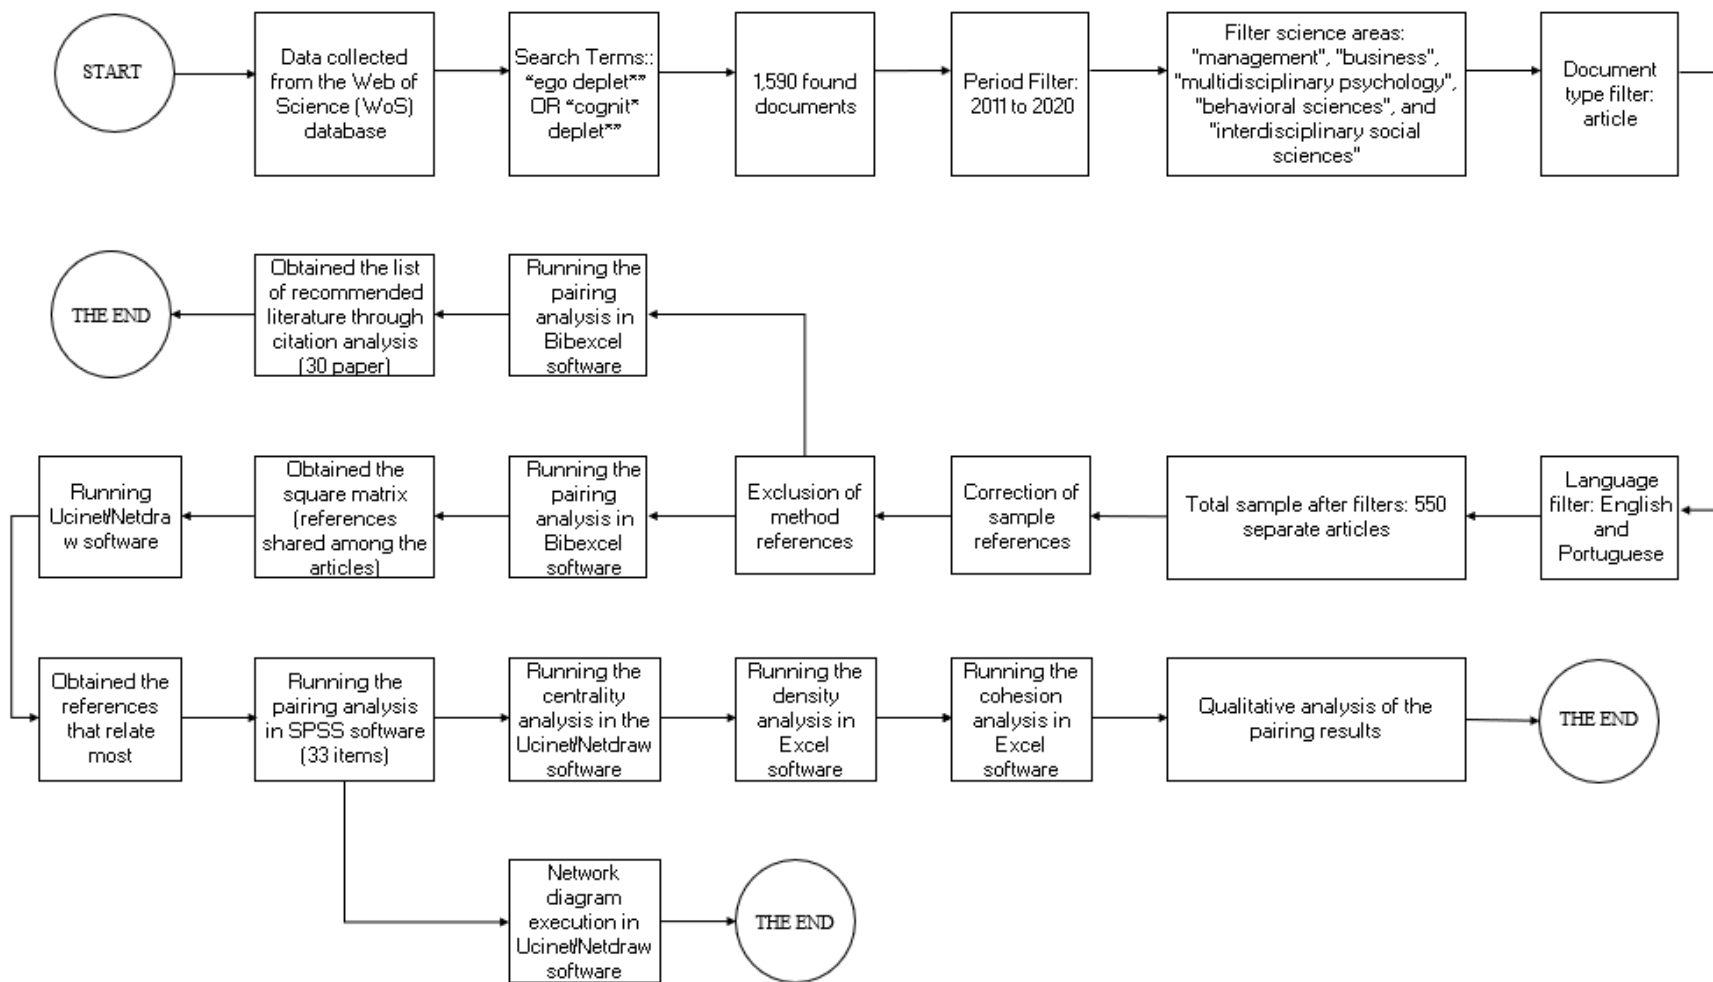 START
Data collected
from the Web of
Science (WoS)
database
Search Terms::
"ego deplet*"
OR "cognit*
deplet*"
1,590 found
documents
Period Filter:
2011 to 2020
Filter science areas:
"management", "business",
"multidisciplinary psychology",
"behavioral sciences", and
"interdisciplinary social
sciences"
Document
type filter:
article
THE END
Obtained the list
of recommended
literature through
citation analysis
(30 paper)
Running the
pairing
analysis in
Bibexcel
software
Running
Ucinet/Netdra
w software
Obtained the
square matrix
(references
shared among the
articles)
Running the
pairing
analysis in
Bibexcel
software
Exclusion of
method
references
Correction of
sample
references
Total sample after filters: 550
separate articles
Language
filter: English
and
Portuguese
Obtained the
references
that relate
most
Running the
pairing analysis
in SPSS software
(33 items)
Running the
centrality
analysis in the
Ucinet/Netdraw
software
Running the
density
analysis in
Excel
software
Running the
cohesion
analysis in
Excel
software
Qualitative analysis of the
pairing results
THE END
Network
diagram
execution in
Ucinet/Netdraw
software
THE END